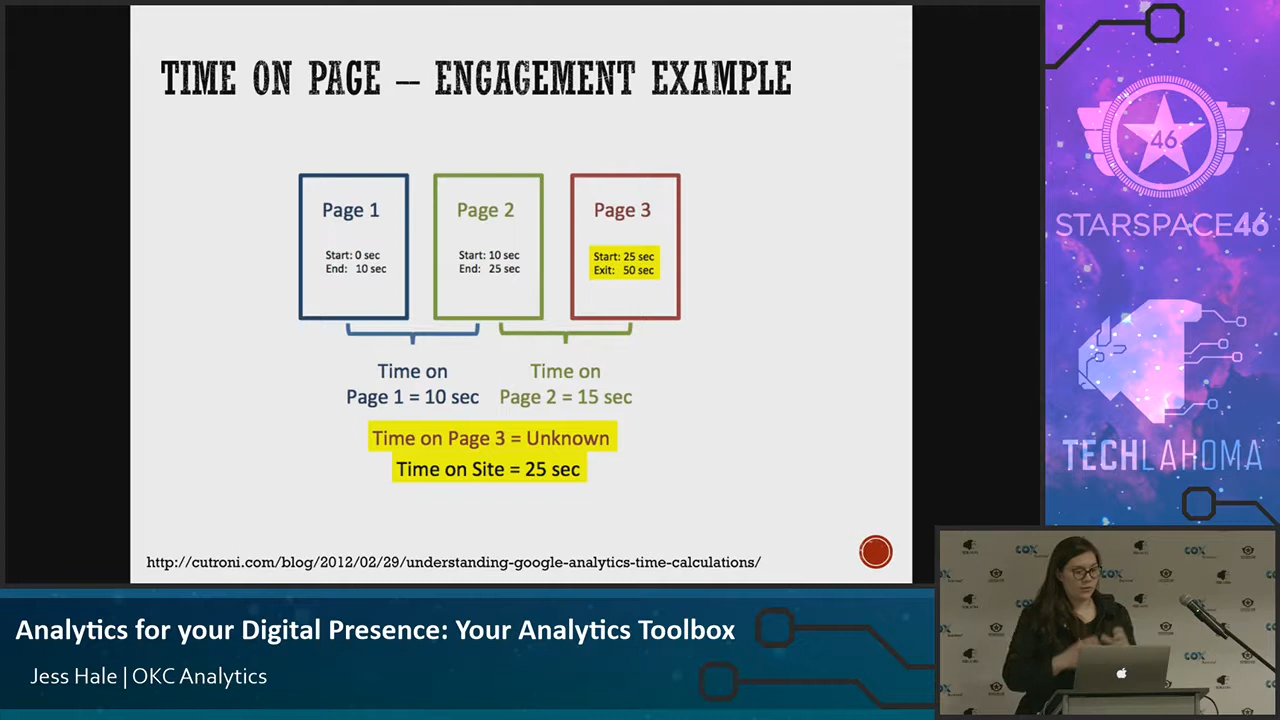 TIME ON PAGE – ENGAGEMENT EXAMPLE
Page 1
Start: 0 sec
End: 10 sec
Page 2
Start: 10 sec
End: 25 sec
Page 3
Start: 25 sec
Exit: 50 sec
Time on
Page 1 = 10 sec
Time on
Page 2 = 15 sec
Time on Page 3 = Unknown
Time on Site = 25 sec
http://cutroni.com/blog/2012/02/29/understanding-google-analytics-time-calculations/
46
STARSPACE46
TECHLAHOMA
Analytics for your Digital Presence: Your Analytics Toolbox
Jess Hale | OKC Analytics
COX
COX
COX